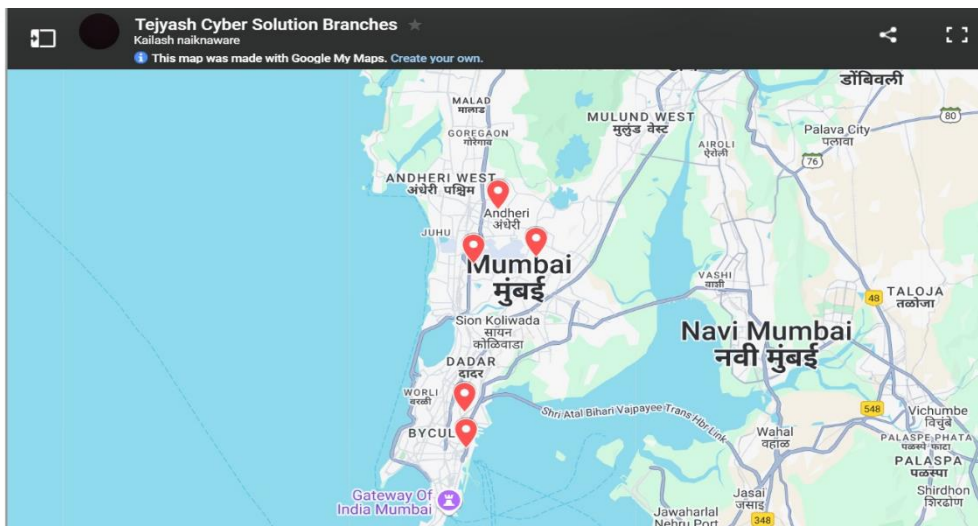 Tejyash Cyber Solution Branches
Kailash naiknaware
This map was made with Google My Maps. Create your own.
डोंबिवली
MALAD
मालाड
MULUND WEST
मुलुंड वेस्ट
80
GOREGAON
गोरेगाव
AIROLI
ऐरोली
Palava City
पलावा
76
ANDHERI WEST
अंधेरी पश्चिम
Andheri
अंधेरी
JUHU
Mumbai
मुंबई
VASHI
वाशी
TALOJA
तळोजा
48
Sion Koliwada
सायन
कोळिवाडा
Navi Mumbai
नवी मुंबई
DADAR
दादर
WORLI
वरळी
Shri Atal Bihari Vajpayee Trans Hbr Link
548
Vichumbe
विचुंबे
BYCUL
Wahal
वहाळ
PALASPE PHATA
पळस्पे फाटा
PALASPA
पळस्पा
Gateway Of
India Mumbai
Jasai
जसाई
Shirdhon
शिरढोण
Jawaharlal
Nehru Port
348